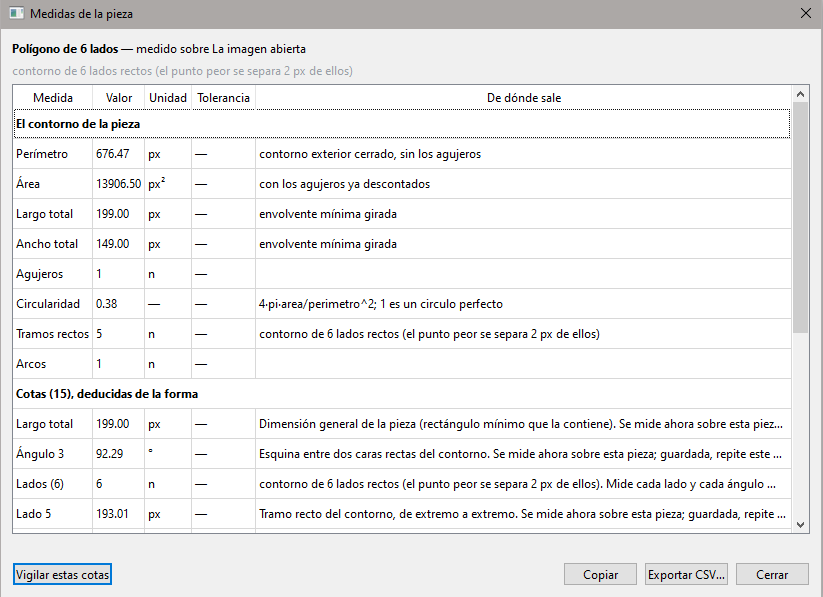 Medidas de la pieza
Polígono de 6 lados — medido sobre La imagen abierta
contorno de 6 lados rectos (el punto peor se separa 2 px de ellos)
Medida Valor Unidad Tolerancia De dónde sale
El contorno de la pieza
Perímetro 676.47 px — contorno exterior cerrado, sin los agujeros
Área 13906.50 px² — con los agujeros ya descontados
Largo total 199.00 px — envolvente mínima girada
Ancho total 149.00 px — envolvente mínima girada
Agujeros 1 n —
Circularidad 0.38 — — 4·pi·area/perimetro^2; 1 es un circulo perfecto
Tramos rectos 5 n — contorno de 6 lados rectos (el punto peor se separa 2 px de ellos)
Arcos 1 n —
Cotas (15), deducidas de la forma
Largo total 199.00 px — Dimensión general de la pieza (rectángulo mínimo que la contiene). Se mide ahora sobre esta piez...
Ángulo 3 92.29 ° — Esquina entre dos caras rectas del contorno. Se mide ahora sobre esta pieza; guardada, repite este ...
Lados (6) 6 n — contorno de 6 lados rectos (el punto peor se separa 2 px de ellos). Mide cada lado y cada ángulo ...
Lado 5 193.01 px — Tramo recto del contorno, de extremo a extremo. Se mide ahora sobre esta pieza; guardada, repite ...
Vigilar estas cotas Copiar Exportar CSV... Cerrar